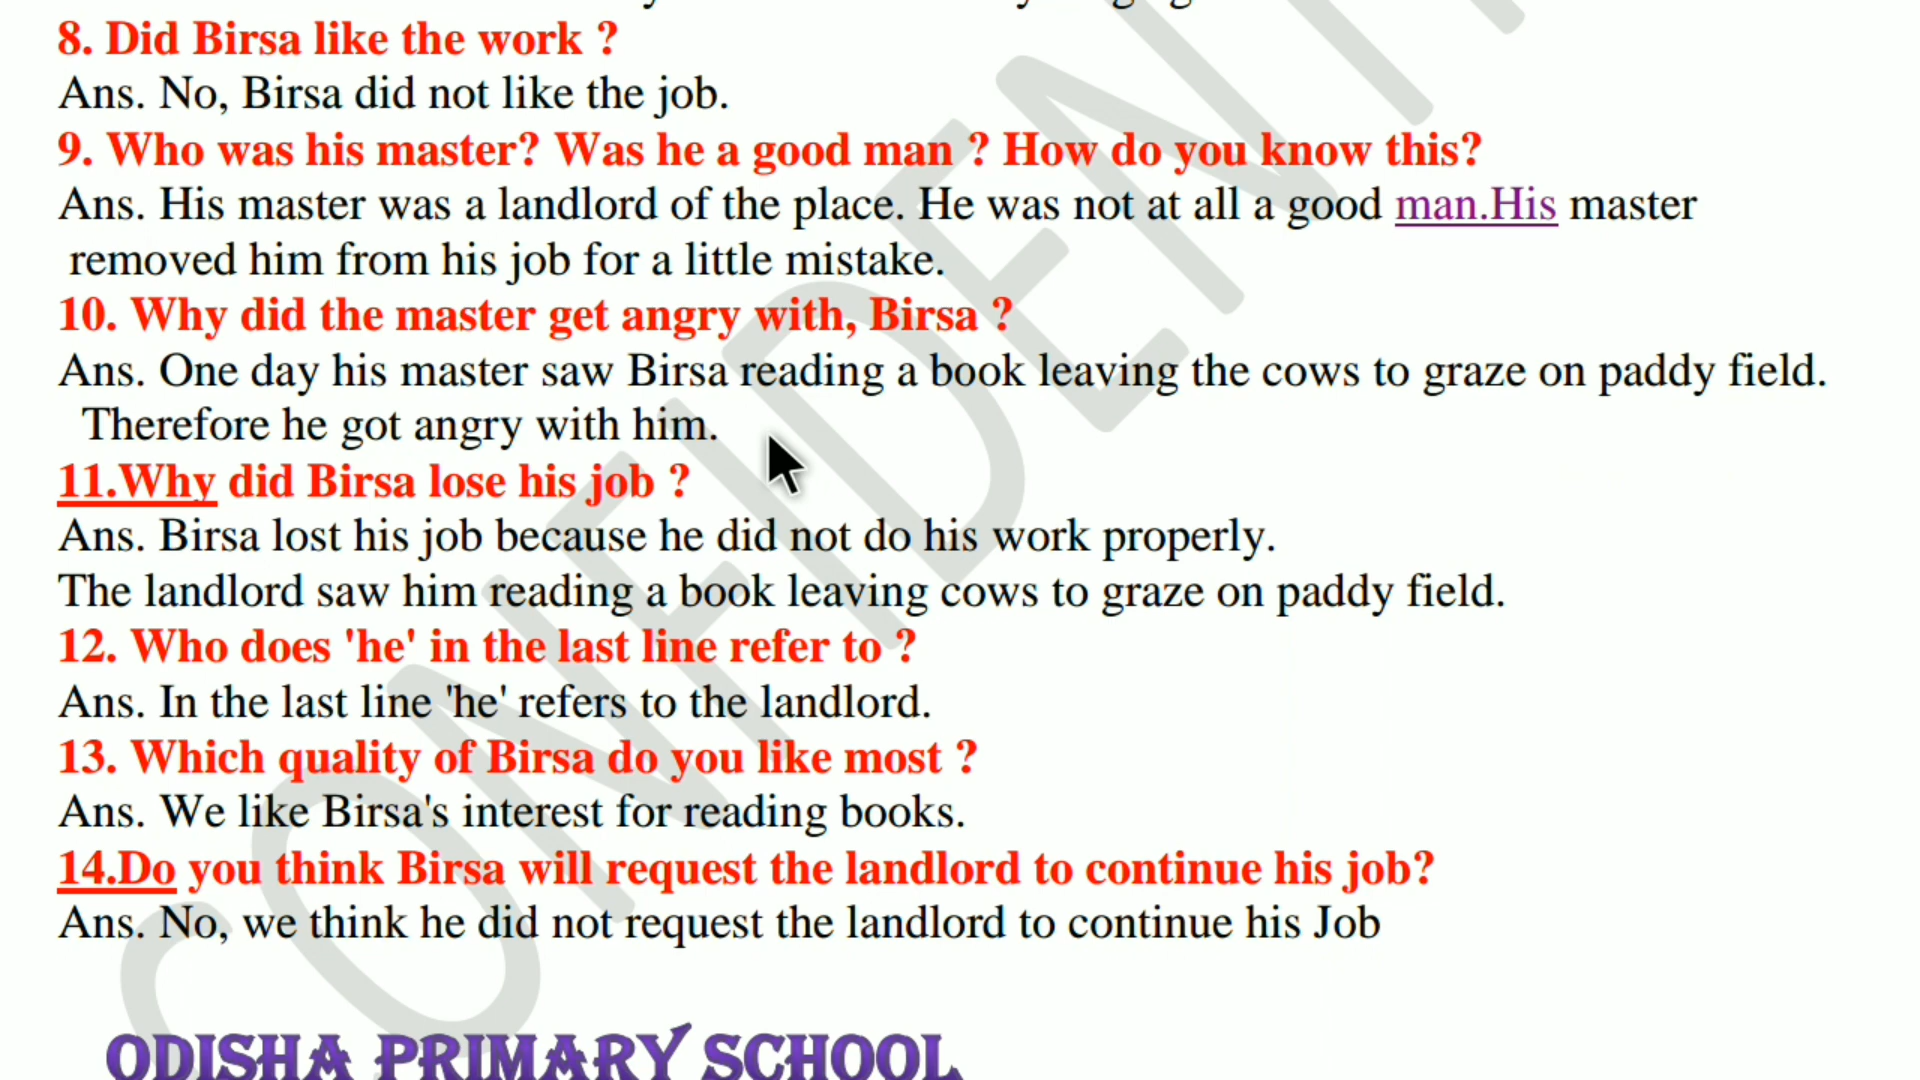 8. Did Birsa like the work ?
Ans. No, Birsa did not like the job.
9. Who was his master? Was he a good man ? How do you know this?
Ans. His master was a landlord of the place. He was not at all a good man.His master
removed him from his job for a little mistake.
10. Why did the master get angry with, Birsa ?
Ans. One day his master saw Birsa reading a book leaving the cows to graze on paddy field.
Therefore he got angry with him.
11.Why did Birsa lose his job ?
Ans. Birsa lost his job because he did not do his work properly.
The landlord saw him reading a book leaving cows to graze on paddy field.
12. Who does 'he' in the last line refer to ?
Ans. In the last line 'he' refers to the landlord.
13. Which quality of Birsa do you like most ?
Ans. We like Birsa's interest for reading books.
14.Do you think Birsa will request the landlord to continue his job?
Ans. No, we think he did not request the landlord to continue his Job
ODISHA PRIMARY SCHOOL